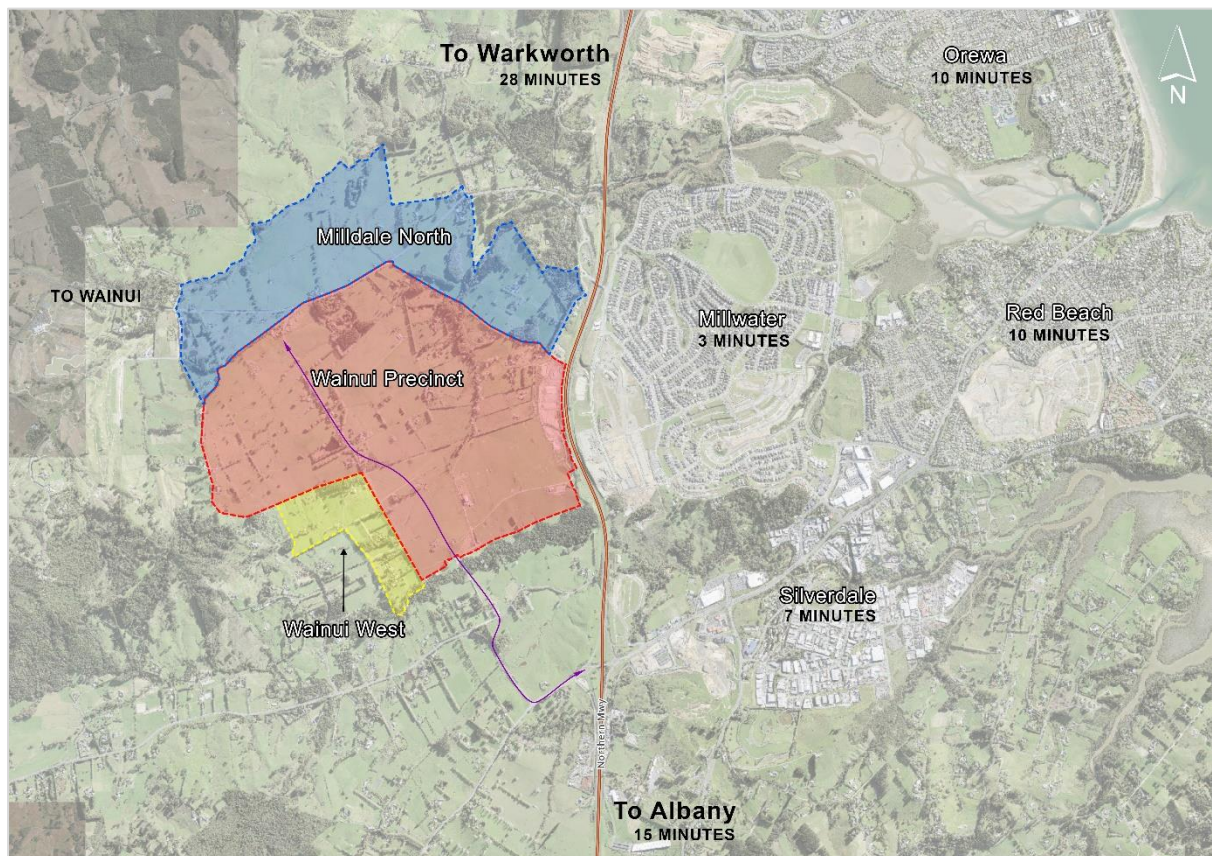 To Warkworth
28 MINUTES
Orewa
10 MINUTES
N
Milldale North
TO WAINUI
Millwater
3 MINUTES
Red Beach
10 MINUTES
Wainui Precinct
Wainui West
Silverdale
7 MINUTES
Northern Mwy
To Albany
15 MINUTES